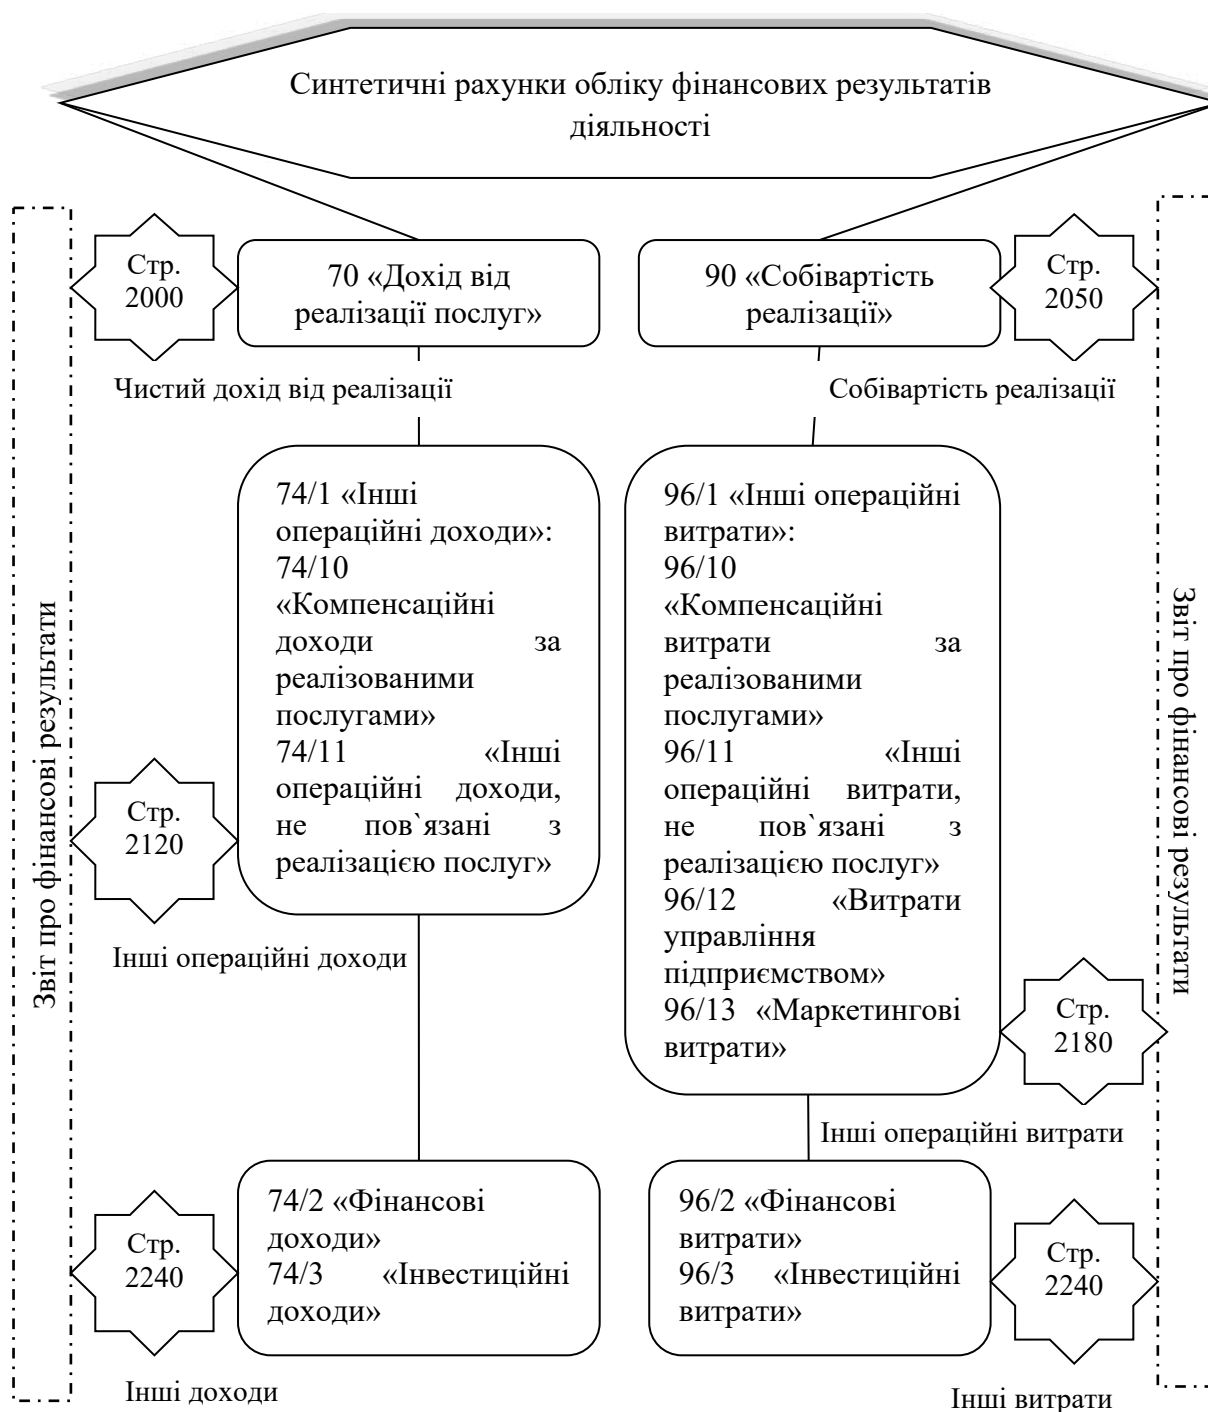 Синтетичні рахунки обліку фінансових результатів
діяльності
Звіт про фінансові результати
Стр.
2000
70 «Дохід від
реалізації послуг»
Чистий дохід від реалізації
90 «Собівартість
реалізації»
Стр.
2050
Собівартість реалізації
74/1 «Інші
операційні доходи»:
74/10
«Компенсаційні
доходи за
реалізованими
послугами»
74/11 «Інші
операційні доходи,
не пов`язані з
реалізацією послуг»
Стр.
2120
Інші операційні доходи
96/1 «Інші операційні
витрати»:
96/10
«Компенсаційні
витрати за
реалізованими
послугами»
96/11 «Інші
операційні витрати,
не пов`язані з
реалізацією послуг»
96/12 «Витрати
управління
підприємством»
96/13 «Маркетингові
витрати»
Стр.
2180
Інші операційні витрати
Стр.
2240
74/2 «Фінансові
доходи»
74/3 «Інвестиційні
доходи»
Інші доходи
96/2 «Фінансові
витрати»
96/3 «Інвестиційні
витрати»
Стр.
2240
Інші витрати
Звіт про фінансові результати